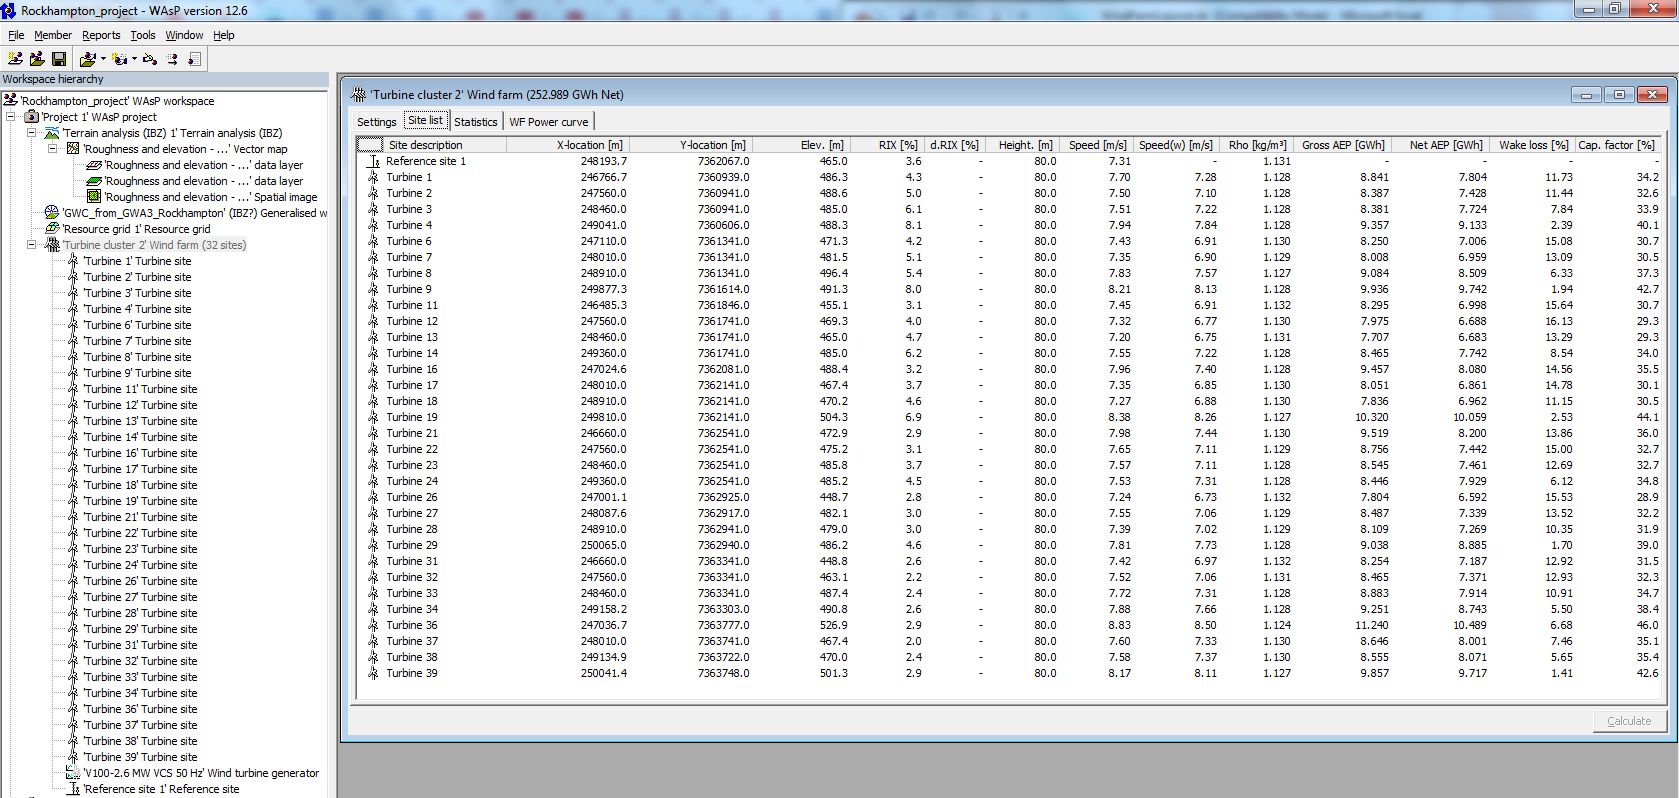 Rockhampton_project - WAsP version 12.6
File Member Reports Tools Window Help
Workspace hierarchy
'Rockhampton_project' WAsP workspace
'Project 1' WAsP project
'Terrain analysis (IBZ) 1' Terrain analysis (IBZ)
'Roughness and elevation - ...' Vector map
'Roughness and elevation - ...' data layer
'Roughness and elevation - ...' data layer
'Roughness and elevation - ...' Spatial image
'GWC_from_GWA3_Rockhampton' (IBZ?) Generalised w
'Resource grid 1' Resource grid
'Turbine cluster 2' Wind farm (32 sites)
'Turbine 1' Turbine site
'Turbine 2' Turbine site
'Turbine 3' Turbine site
'Turbine 4' Turbine site
'Turbine 6' Turbine site
'Turbine 7' Turbine site
'Turbine 8' Turbine site
'Turbine 9' Turbine site
'Turbine 11' Turbine site
'Turbine 12' Turbine site
'Turbine 13' Turbine site
'Turbine 14' Turbine site
'Turbine 16' Turbine site
'Turbine 17' Turbine site
'Turbine 18' Turbine site
'Turbine 19' Turbine site
'Turbine 21' Turbine site
'Turbine 22' Turbine site
'Turbine 23' Turbine site
'Turbine 24' Turbine site
'Turbine 26' Turbine site
'Turbine 27' Turbine site
'Turbine 28' Turbine site
'Turbine 29' Turbine site
'Turbine 31' Turbine site
'Turbine 32' Turbine site
'Turbine 33' Turbine site
'Turbine 34' Turbine site
'Turbine 36' Turbine site
'Turbine 37' Turbine site
'Turbine 38' Turbine site
'Turbine 39' Turbine site
'V100-2.6 MW VCS 50 Hz' Wind turbine generator
'Reference site 1' Reference site
'Turbine cluster 2' Wind farm (252.989 GWh Net)
Settings Site list Statistics WF Power curve
Site description X-location [m] Y-location [m] Elev. [m] RIX [%] d.RIX [%] Height. [m] Speed [m/s] Speed(w) [m/s] Rho [kg/m³] Gross AEP [GWh] Net AEP [GWh] Wake loss [%] Cap. factor [%]
Reference site 1 248193.7 7362067.0 465.0 3.6 - 80.0 7.31 - 1.131 - - - -
Turbine 1 246766.7 7360939.0 486.3 4.3 - 80.0 7.70 7.28 1.128 8.841 7.804 11.73 34.2
Turbine 2 247560.0 7360941.0 488.6 5.0 - 80.0 7.50 7.10 1.128 8.387 7.428 11.44 32.6
Turbine 3 248460.0 7360941.0 485.0 6.1 - 80.0 7.51 7.22 1.128 8.381 7.724 7.84 33.9
Turbine 4 249041.0 7360606.0 488.3 8.1 - 80.0 7.94 7.84 1.128 9.357 9.133 2.39 40.1
Turbine 6 247110.0 7361341.0 471.3 4.2 - 80.0 7.43 6.91 1.130 8.250 7.006 15.08 30.7
Turbine 7 248010.0 7361341.0 481.5 5.1 - 80.0 7.35 6.90 1.129 8.008 6.959 13.09 30.5
Turbine 8 248910.0 7361341.0 496.4 5.4 - 80.0 7.83 7.57 1.127 9.084 8.509 6.33 37.3
Turbine 9 249877.3 7361614.0 491.3 8.0 - 80.0 8.21 8.13 1.128 9.936 9.742 1.94 42.7
Turbine 11 246485.3 7361846.0 455.1 3.1 - 80.0 7.45 6.91 1.132 8.295 6.998 15.64 30.7
Turbine 12 247560.0 7361741.0 469.3 4.0 - 80.0 7.32 6.77 1.130 7.975 6.688 16.13 29.3
Turbine 13 248460.0 7361741.0 465.0 4.7 - 80.0 7.20 6.75 1.131 7.707 6.683 13.29 29.3
Turbine 14 249360.0 7361741.0 485.0 6.2 - 80.0 7.55 7.22 1.128 8.465 7.742 8.54 34.0
Turbine 16 247024.6 7362081.0 488.4 3.2 - 80.0 7.96 7.40 1.128 9.457 8.080 14.56 35.5
Turbine 17 248010.0 7362141.0 467.4 3.7 - 80.0 7.35 6.85 1.130 8.051 6.861 14.78 30.1
Turbine 18 248910.0 7362141.0 470.2 4.6 - 80.0 7.27 6.88 1.130 7.836 6.962 11.15 30.5
Turbine 19 249810.0 7362141.0 504.3 6.9 - 80.0 8.38 8.26 1.127 10.320 10.059 2.53 44.1
Turbine 21 246660.0 7362541.0 472.9 2.9 - 80.0 7.98 7.44 1.130 9.519 8.200 13.86 36.0
Turbine 22 247560.0 7362541.0 475.2 3.1 - 80.0 7.65 7.11 1.129 8.756 7.442 15.00 32.7
Turbine 23 248460.0 7362541.0 485.8 3.7 - 80.0 7.57 7.11 1.128 8.545 7.461 12.69 32.7
Turbine 24 249360.0 7362541.0 485.2 4.5 - 80.0 7.53 7.31 1.128 8.446 7.929 6.12 34.8
Turbine 26 247001.1 7362925.0 448.7 2.8 - 80.0 7.24 6.73 1.132 7.804 6.592 15.53 28.9
Turbine 27 248087.6 7362917.0 482.1 3.0 - 80.0 7.55 7.06 1.129 8.487 7.339 13.52 32.2
Turbine 28 248910.0 7362941.0 479.0 3.0 - 80.0 7.39 7.02 1.129 8.109 7.269 10.35 31.9
Turbine 29 250065.0 7362940.0 486.2 4.6 - 80.0 7.81 7.73 1.128 9.038 8.885 1.70 39.0
Turbine 31 246660.0 7363341.0 448.8 2.6 - 80.0 7.42 6.97 1.132 8.254 7.187 12.92 31.5
Turbine 32 247560.0 7363341.0 463.1 2.2 - 80.0 7.52 7.06 1.131 8.465 7.371 12.93 32.3
Turbine 33 248460.0 7363341.0 487.4 2.4 - 80.0 7.72 7.31 1.128 8.883 7.914 10.91 34.7
Turbine 34 249158.2 7363303.0 490.8 2.6 - 80.0 7.88 7.66 1.128 9.251 8.743 5.50 38.4
Turbine 36 247036.7 7363777.0 526.9 2.9 - 80.0 8.83 8.50 1.124 11.240 10.489 6.68 46.0
Turbine 37 248010.0 7363741.0 467.4 2.0 - 80.0 7.60 7.33 1.130 8.646 8.001 7.46 35.1
Turbine 38 249134.9 7363722.0 470.0 2.4 - 80.0 7.58 7.37 1.130 8.555 8.071 5.65 35.4
Turbine 39 250041.4 7363748.0 501.3 2.9 - 80.0 8.17 8.11 1.127 9.857 9.717 1.41 42.6
Calculate